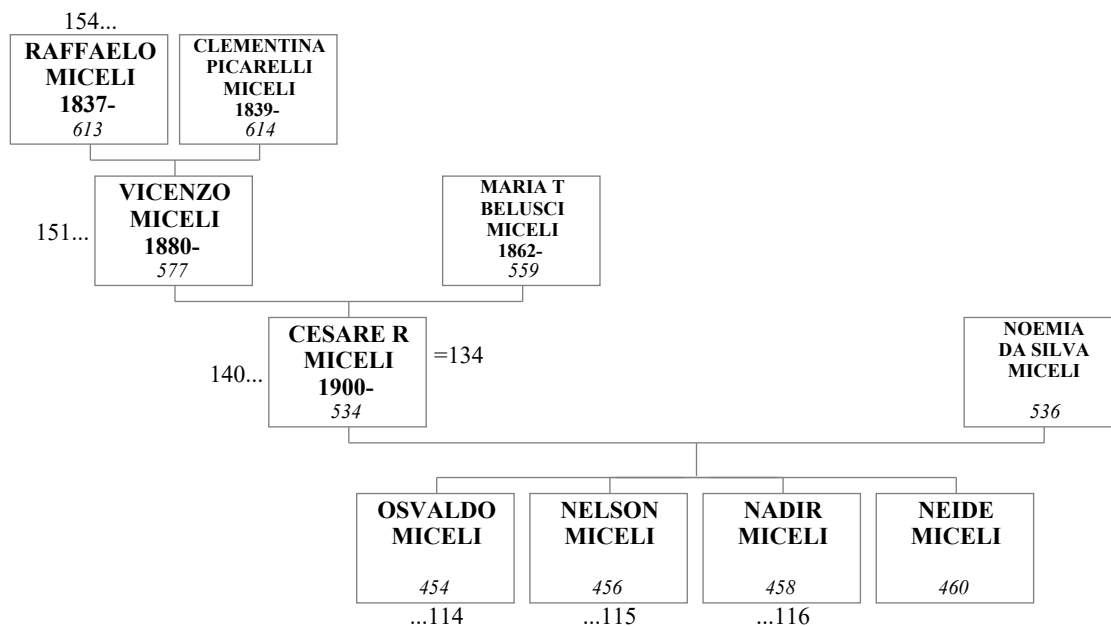 154...
RAFFAELO
MICELI
1837-
613
CLEMENTINA
PICARELLI
MICELI
1839-
614
151...
VICENZO
MICELI
1880-
577
MARIA T
BELUSCI
MICELI
1862-
559
140...
CESARE R
MICELI
1900-
534
=134
NOEMIA
DA SILVA
MICELI
536
OSVALDO
MICELI
454
...114
NELSON
MICELI
456
...115
NADIR
MICELI
458
...116
NEIDE
MICELI
460